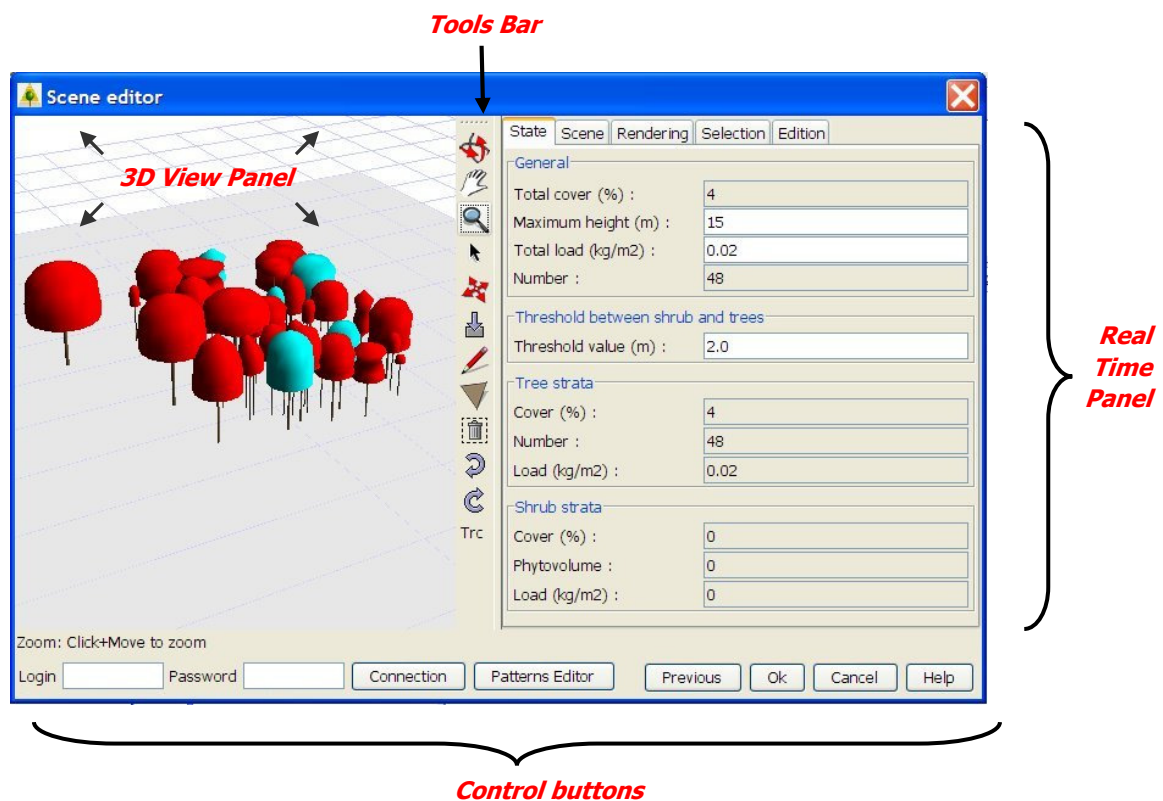 Tools Bar
Scene editor
3D View Panel
State Scene Rendering Selection Edition
General
Total cover (%) : 4
Maximum height (m) : 15
Total load (kg/m2) : 0.02
Number : 48
Threshold between shrub and trees
Threshold value (m) : 2.0
Tree strata
Cover (%) : 4
Number : 48
Load (kg/m2) : 0.02
Shrub strata
Cover (%) : 0
Phytovolume : 0
Load (kg/m2) : 0
Trc
Real
Time
Panel
Zoom: Click+Move to zoom
Login Password Connection Patterns Editor Previous Ok Cancel Help
Control buttons